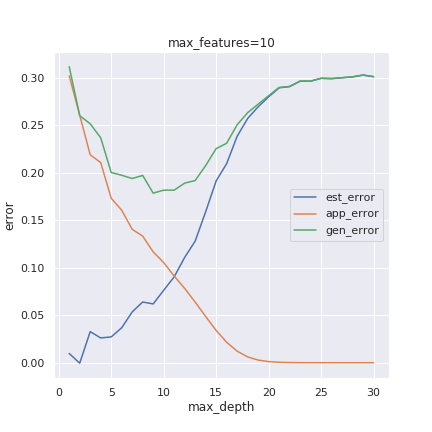 max_features=10
0.30
0.25
0.20
0.15
0.10
0.05
0.00
error
est_error
app_error
gen_error
0 5 10 15 20 25 30
max_depth